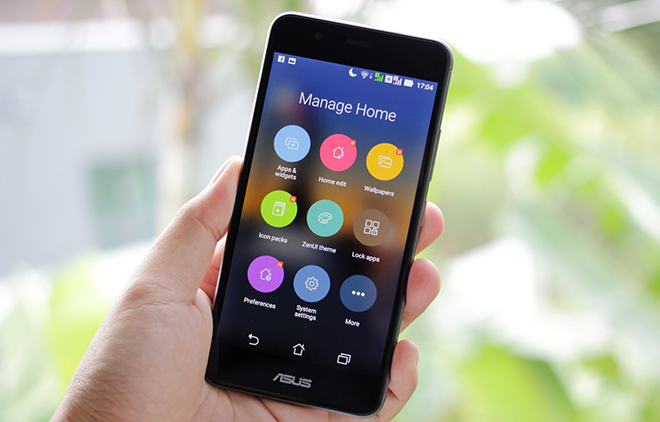 17:04
Manage Home
Apps &
widgets
Home edit
Wallpapers
Icon packs
ZenUI theme
Lock apps
Preferences
System
settings
More
ASUS